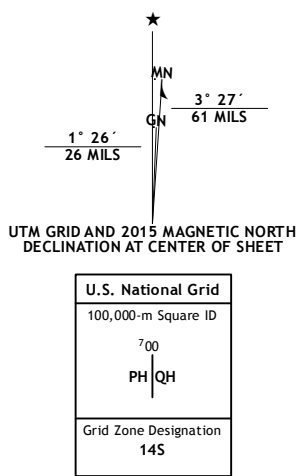 MN
3° 27´
61 MILS
GN
1° 26´
26 MILS
UTM GRID AND 2015 MAGNETIC NORTH
DECLINATION AT CENTER OF SHEET
U.S. National Grid
100,000-m Square ID
⁷00
PH QH
Grid Zone Designation
14S